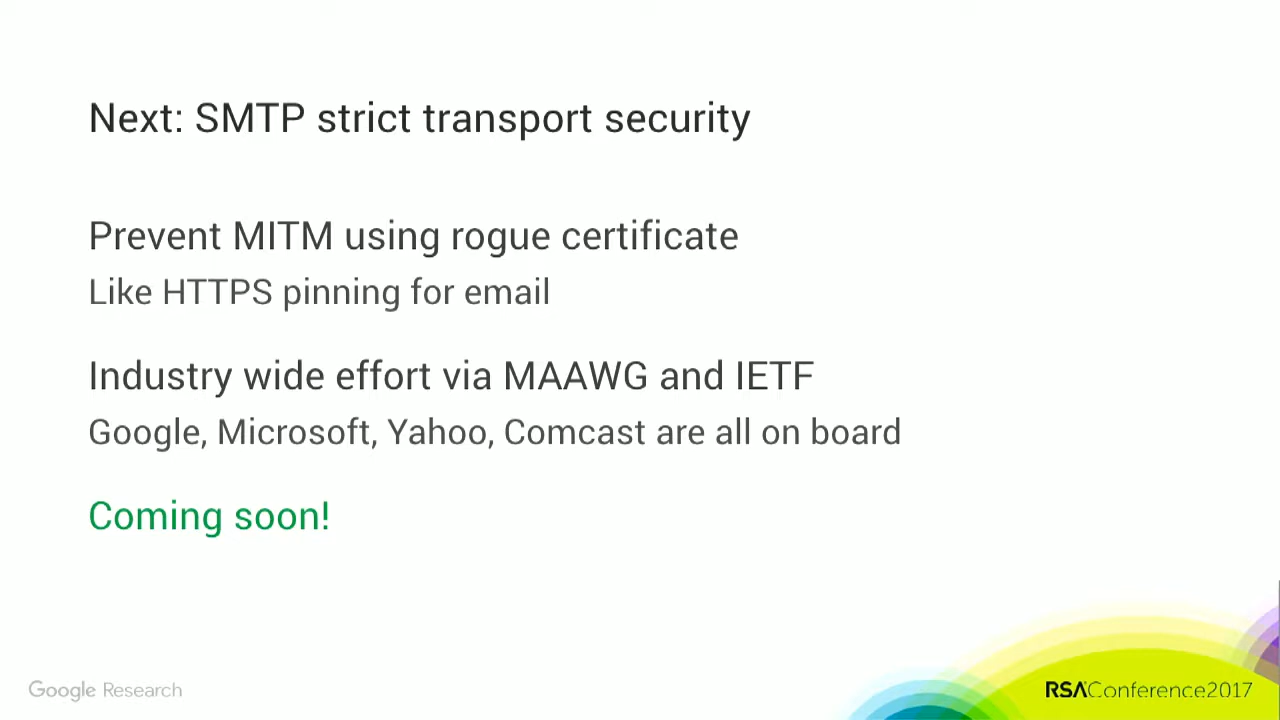 Next: SMTP strict transport security
Prevent MITM using rogue certificate
Like HTTPS pinning for email
Industry wide effort via MAAWG and IETF
Google, Microsoft, Yahoo, Comcast are all on board
Coming soon!
Google Research
RSAConference2017